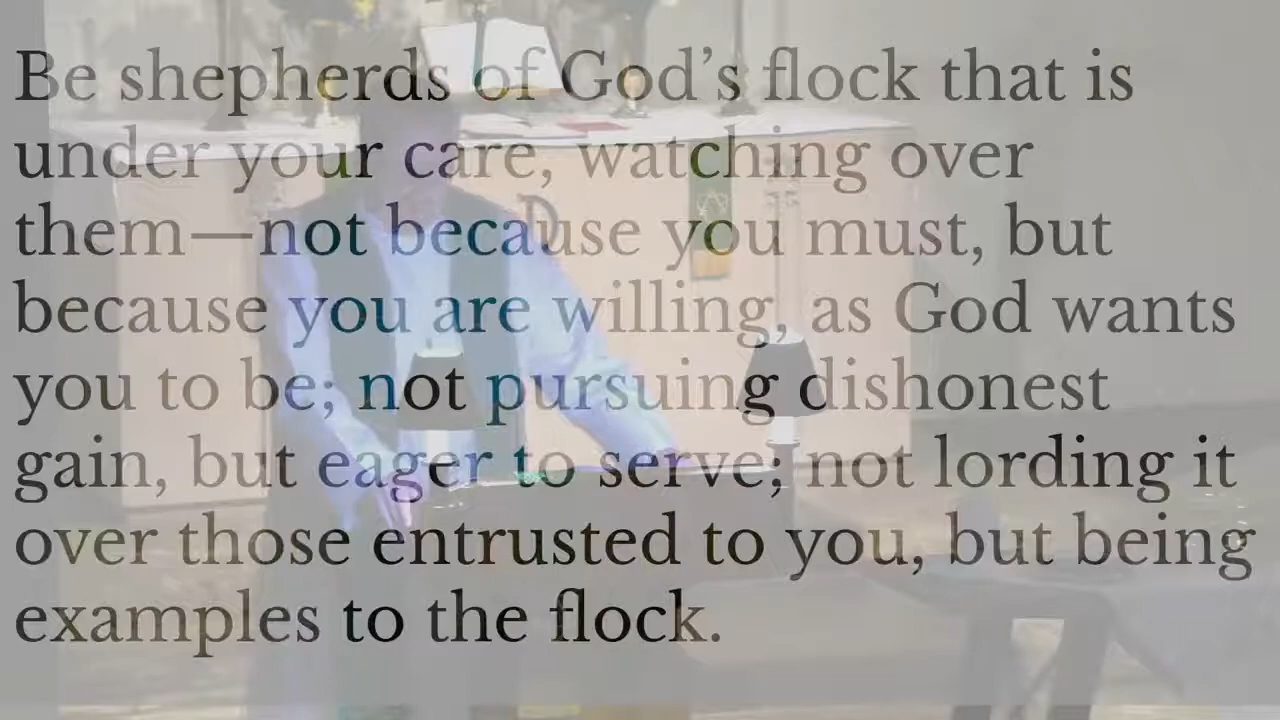 Be shepherds of God’s flock that is
under your care, watching over
them—not because you must, but
because you are willing, as God wants
you to be; not pursuing dishonest
gain, but eager to serve; not lording it
over those entrusted to you, but being
examples to the flock.